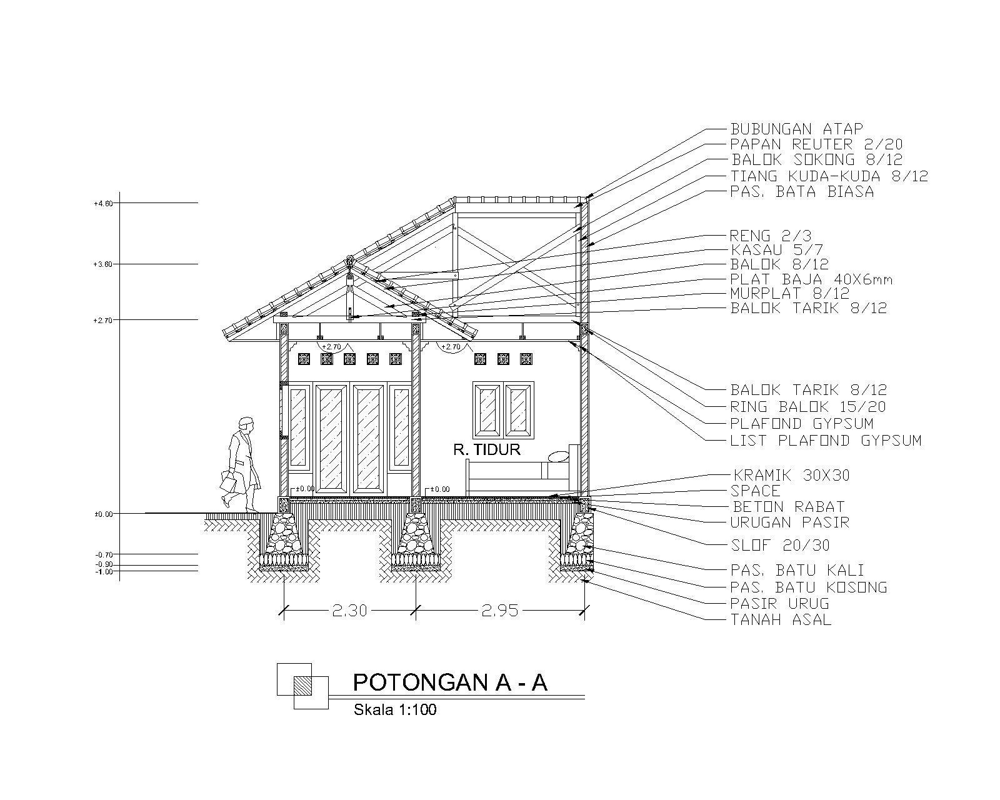 BUBUNGAN ATAP
PAPAN REUTER 2/20
BALOK SOKONG 8/12
TIANG KUDA-KUDA 8/12
PAS. BATA BIASA
+4.60
RENG 2/3
KASAU 5/7
+3.60
BALOK 8/12
PLAT BAJA 40X6mm
MURPLAT 8/12
BALOK TARIK 8/12
+2.70
+2.70
+2.70
BALOK TARIK 8/12
RING BALOK 15/20
PLAFOND GYPSUM
LIST PLAFOND GYPSUM
R. TIDUR
KRAMIK 30X30
±0.00
±0.00
SPACE
BETON RABAT
±0.00
URUGAN PASIR
SLOF 20/30
-0.70
-0.90
-1.00
PAS. BATU KALI
PAS. BATU KOSONG
PASIR URUG
2.30
2.95
TANAH ASAL
POTONGAN A - A
Skala 1:100